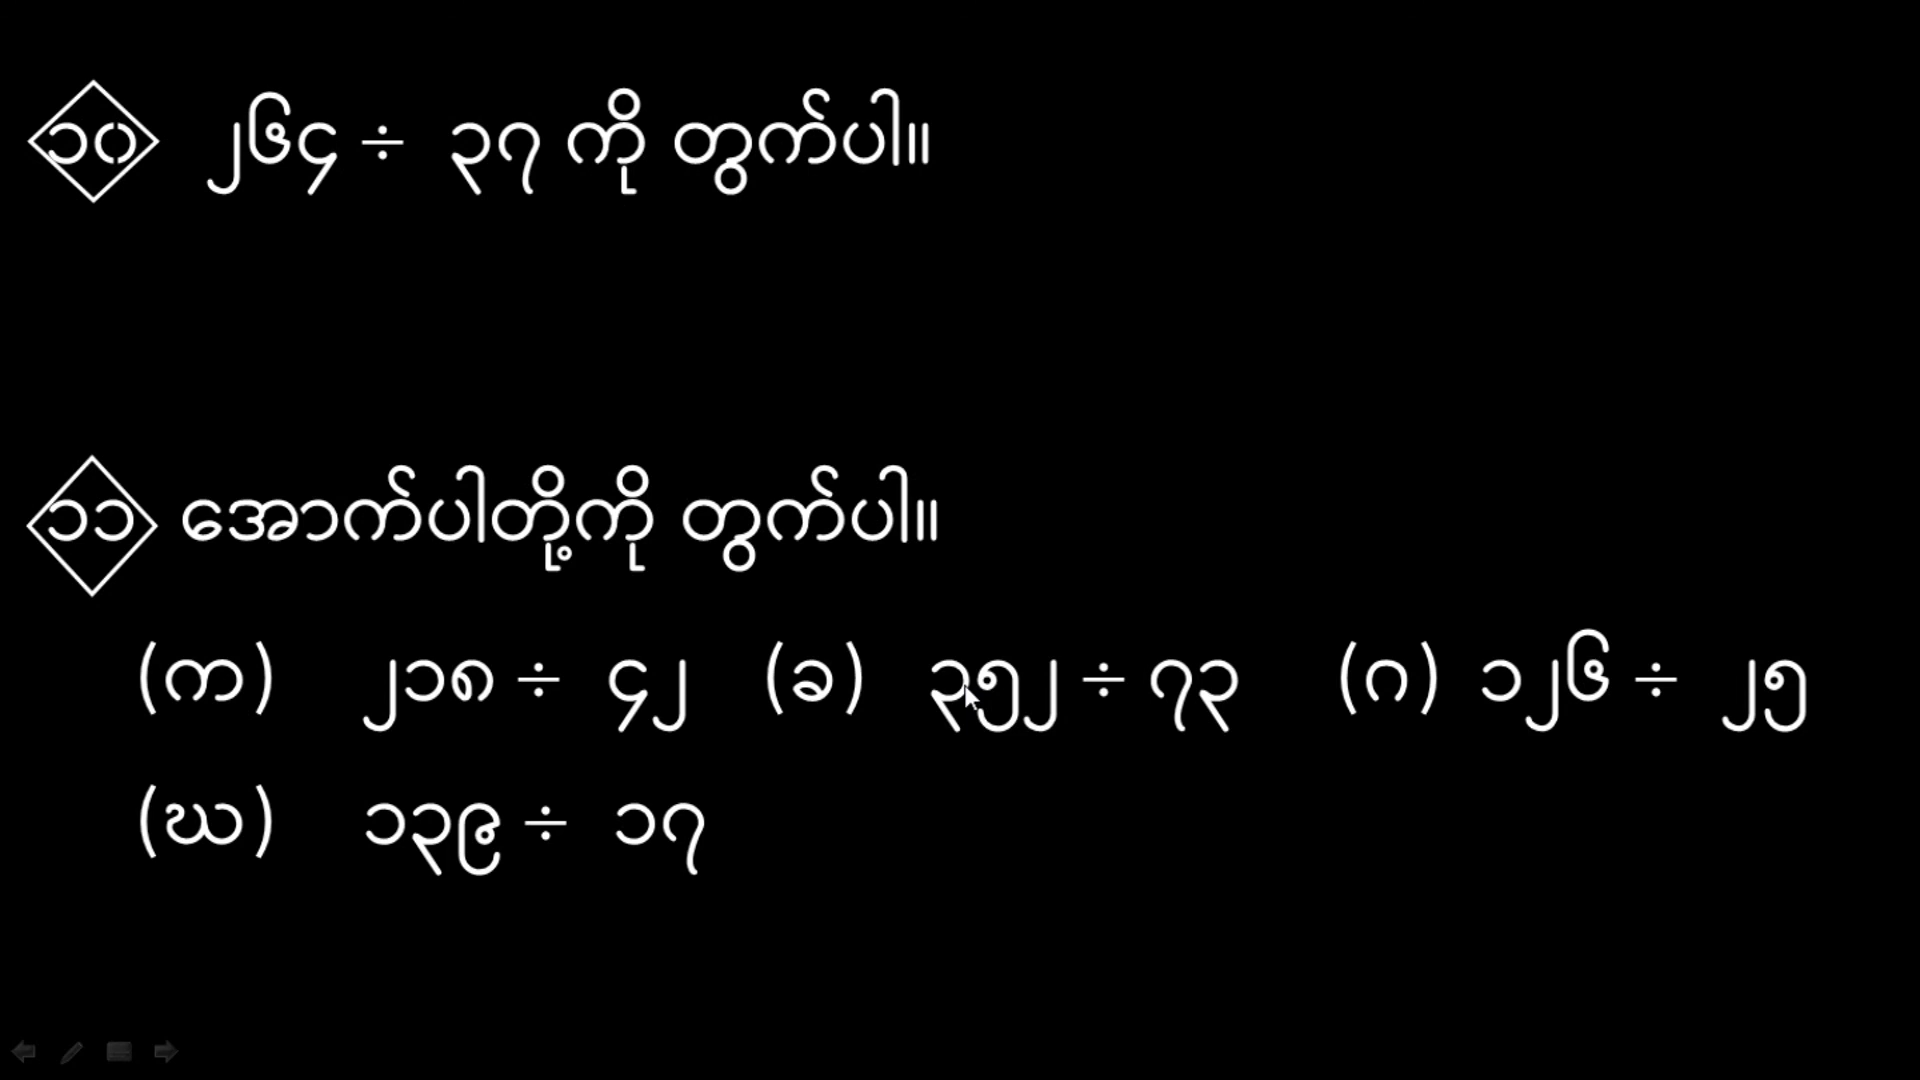 ၁၀ ၂၆၄ ÷ ၃၇ ကို တွက်ပါ။
၁၁ အောက်ပါတို့ကို တွက်ပါ။
(က) ၂၁၈ ÷ ၄၂ (ခ) ၃၅၂ ÷ ၇၃ (ဂ) ၁၂၆ ÷ ၂၅
(ဃ) ၁၃၉ ÷ ၁၇